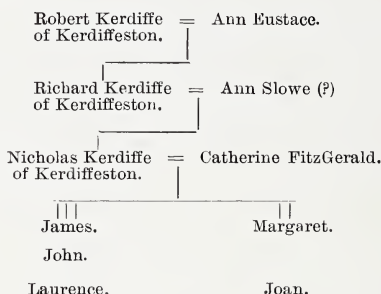 Robert Kerdiffe = Ann Eustace.
of Kerdiffeston.
Richard Kerdiffe = Ann Slowe (?)
of Kerdiffeston.
Nicholas Kerdiffe = Catherine FitzGerald.
of Kerdiffeston.
James. Margaret.
John.
Laurence. Joan.